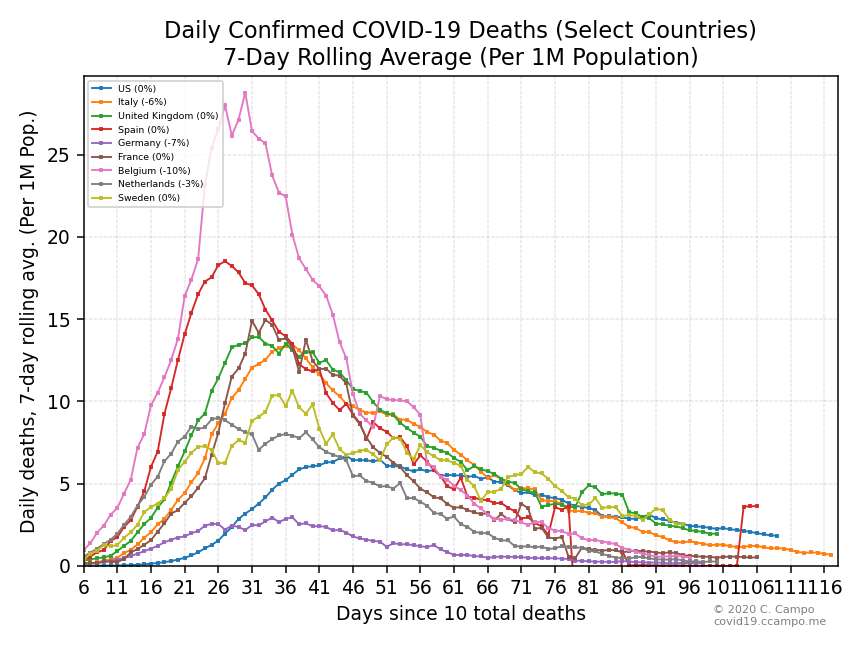 Daily Confirmed COVID-19 Deaths (Select Countries)
7-Day Rolling Average (Per 1M Population)
US (0%)
Italy (-6%)
United Kingdom (0%)
Spain (0%)
Germany (-7%)
France (0%)
Belgium (-10%)
Netherlands (-3%)
Sweden (0%)
Daily deaths, 7-day rolling avg. (Per 1M Pop.)
25
20
15
10
5
0
6 11 16 21 26 31 36 41 46 51 56 61 66 71 76 81 86 91 96 101 106 111 116
Days since 10 total deaths
© 2020 C. Campo
covid19.ccampo.me